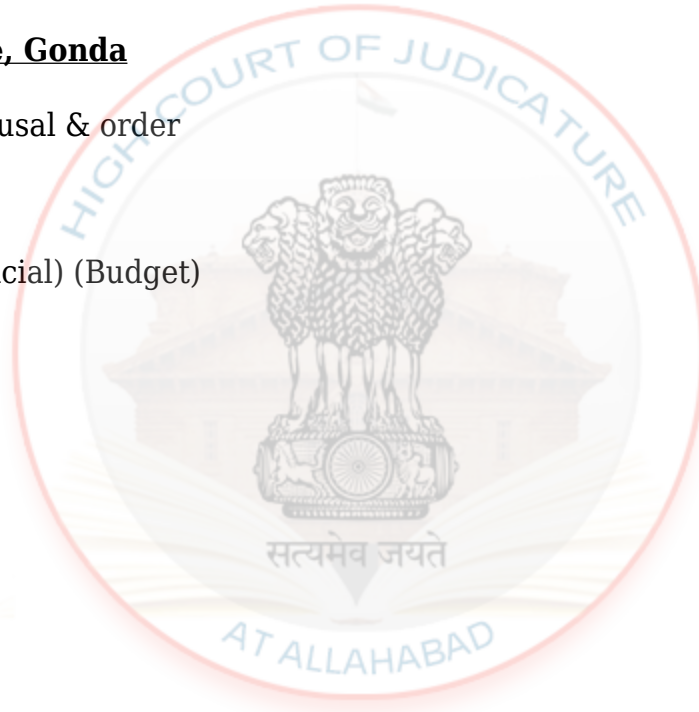 e, Gonda
usal & order
cial) (Budget)
HIGH COURT OF JUDICATURE
सत्यमेव जयते
AT ALLAHABAD